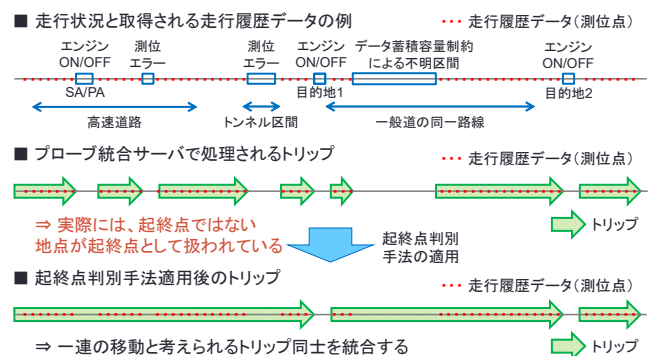 ■ 走行状況と取得される走行履歴データの例
走行履歴データ(測位点)
エンジン
ON/OFF
測位
エラー
測位
エラー
エンジン
ON/OFF
データ蓄積容量制約
による不明区間
エンジン
ON/OFF
SA/PA
目的地1
目的地2
高速道路
トンネル区間
一般道の同一路線
■ プローブ統合サーバで処理されるトリップ
走行履歴データ(測位点)
⇒ 実際には、起終点ではない
地点が起終点として扱われている
起終点判別
手法の適用
トリップ
■ 起終点判別手法適用後のトリップ
走行履歴データ(測位点)
⇒ 一連の移動と考えられるトリップ同士を統合する
トリップ